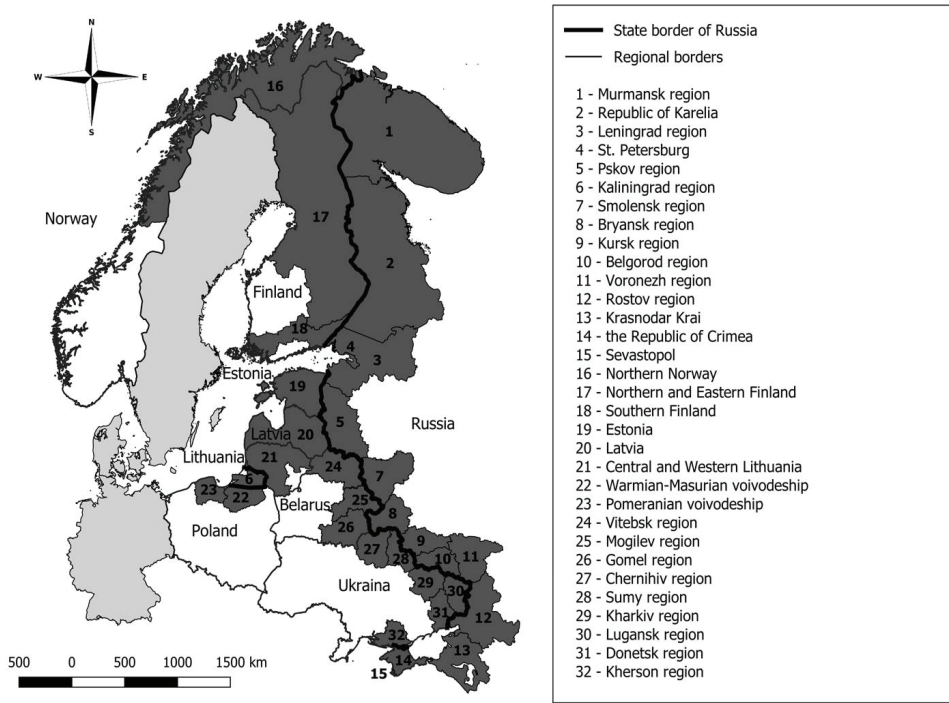 N
W E
S
Norway
Finland
Estonia
Latvia
Lithuania
Belarus
Poland
Ukraina
Russia
16
1
17
2
18
4
3
19
5
20
21
24
7
6
23
22
25
8
26
27
28
9
10
11
29
30
31
12
32
13
14
15
500 0 500 1000 1500 km
State border of Russia
Regional borders
1 - Murmansk region
2 - Republic of Karelia
3 - Leningrad region
4 - St. Petersburg
5 - Pskov region
6 - Kaliningrad region
7 - Smolensk region
8 - Bryansk region
9 - Kursk region
10 - Belgorod region
11 - Voronezh region
12 - Rostov region
13 - Krasnodar Krai
14 - the Republic of Crimea
15 - Sevastopol
16 - Northern Norway
17 - Northern and Eastern Finland
18 - Southern Finland
19 - Estonia
20 - Latvia
21 - Central and Western Lithuania
22 - Warmian-Masurian voivodeship
23 - Pomeranian voivodeship
24 - Vitebsk region
25 - Mogilev region
26 - Gomel region
27 - Chernihiv region
28 - Sumy region
29 - Kharkiv region
30 - Lugansk region
31 - Donetsk region
32 - Kherson region